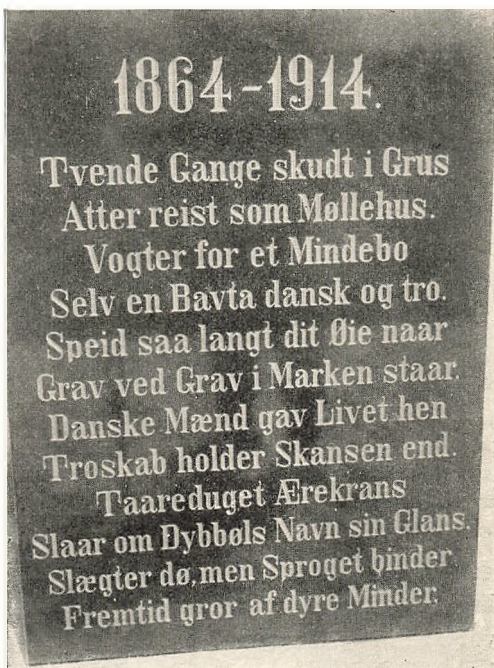 1864-1914.
Tvende Gange skudt i Grus
Atter reist som Møllehus.
Vogter for et Mindebo
Selv en Bavta dansk og tro.
Speid saa langt dit Øie naar
Grav ved Grav i Marken staar.
Danske Mænd gav Livet hen
Troskab holder Skansen end.
Taareduget Ærekrans
Slaar om Dybbøls Navn sin Glans.
Slægter dø, men Sproget binder
Fremtid gror af dyre Minder.